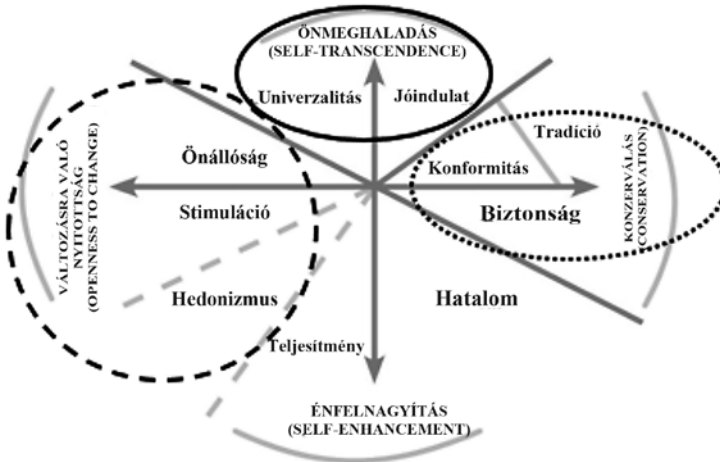 ÖNMEGHALADÁS
(SELF-TRANSCENDENCE)
Univerzalitás
Jóindulat
Tradíció
Önállóság
Konformitás
VÁLTOZÁSRA VALÓ
NYITOTTSÁG
(OPENNESS TO CHANGE)
Stimuláció
Biztonság
KONZERVÁLÁS
CONSERVATION)
Hedonizmus
Hatalom
Teljesítmény
ÉNFELNAGYÍTÁS
(SELF-ENHANCEMENT)